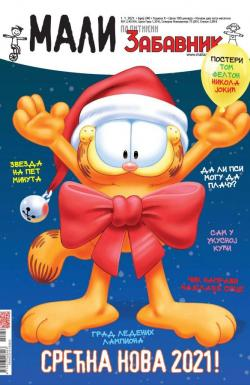 МАЛИ
ПОЛИТИКИН
ЗАБАВНИК
ПОСТЕРИ
ТОМ
ФЕЛТОН
НИКОЛА
ЈОКИЋ
ЗВЕЗДА
НА ПЕТ
МИНУТА
ДА ЛИ ПСИ
МОГУ ДА
ПЛАЧУ?
САМ У
УКУСНОЈ
КУЋИ
ГРАД ЛЕДЕНИХ
ЛАМПИОНА
СРЕЋНА НОВА 2021!